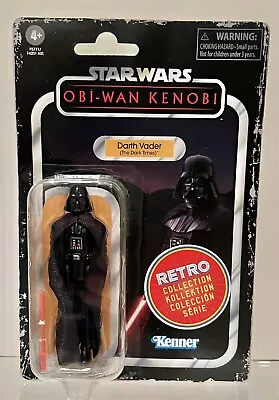 4+
WARNING:
CHOKING HAZARD-Small parts.
Not for children under 3 years.
STAR WARS
OBI-WAN KENOBI
Darth Vader
(The Dark Times)
RETRO
COLLECTION
KOLLEKTION
COLECCIÓN
SÉRIE
Kenner